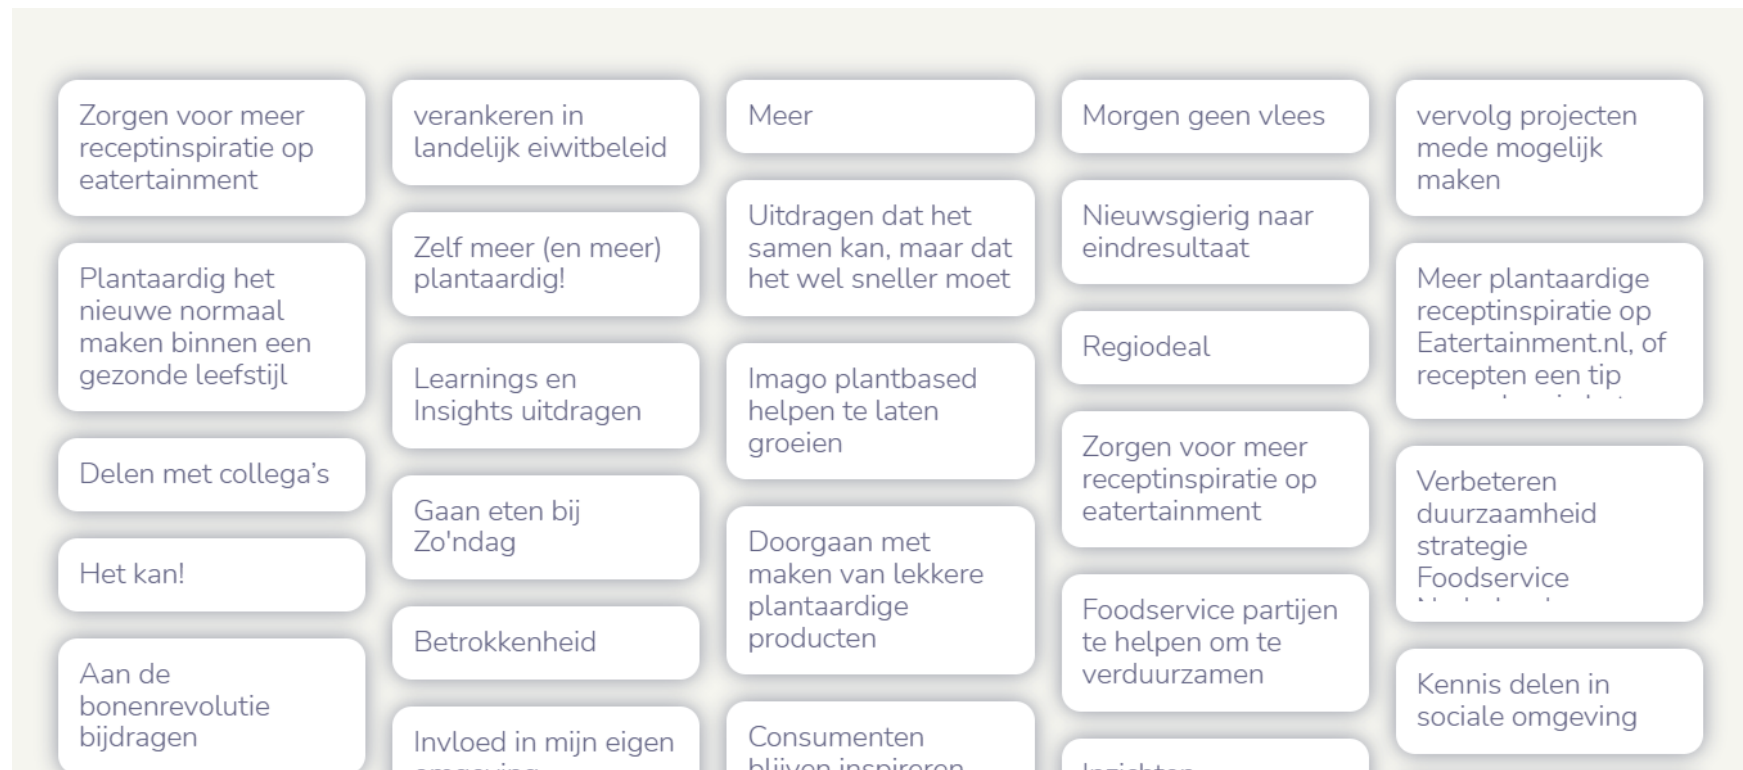 Zorgen voor meer
receptinspiratie op
eatertainment
Plantaardig het
nieuwe normaal
maken binnen een
gezonde leefstijl
Delen met collega’s
Het kan!
Aan de
bonenrevolutie
bijdragen
verankeren in
landelijk eiwitbeleid
Zelf meer (en meer)
plantaardig!
Learnings en
Insights uitdragen
Gaan eten bij
Zo'ndag
Betrokkenheid
Invloed in mijn eigen
Meer
Uitdragen dat het
samen kan, maar dat
het wel sneller moet
Imago plantbased
helpen te laten
groeien
Doorgaan met
maken van lekkere
plantaardige
producten
Consumenten
blijven inspireren
Morgen geen vlees
Nieuwsgierig naar
eindresultaat
Regiodeal
Zorgen voor meer
receptinspiratie op
eatertainment
Foodservice partijen
te helpen om te
verduurzamen
vervolg projecten
mede mogelijk
maken
Meer plantaardige
receptinspiratie op
Eatertainment.nl, of
recepten een tip
Verbeteren
duurzaamheid
strategie
Foodservice
Kennis delen in
sociale omgeving